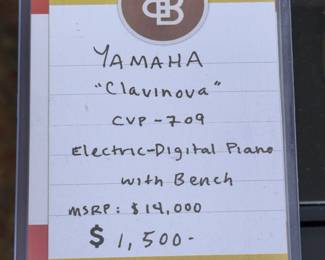 YAMAHA
"Clavinova"
CVP-709
Electric-Digital Piano
with Bench
MSRP: $14,000
$1,500-